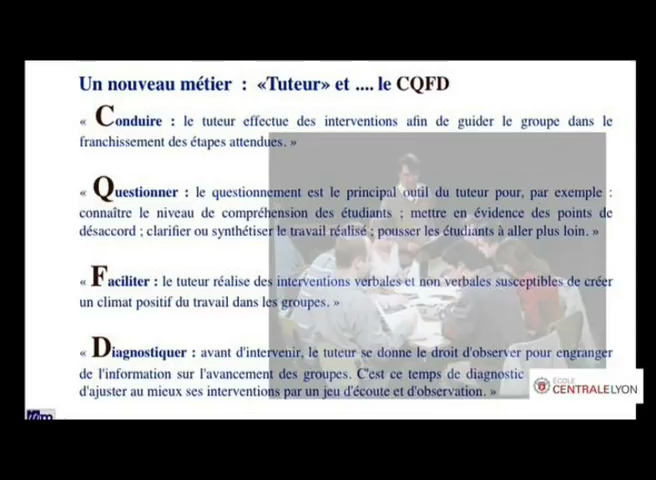 Un nouveau métier : «Tuteur» et .... le CQFD
« Conduire : le tuteur effectue des interventions afin de guider le groupe dans le
franchissement des étapes attendues. »
« Questionner : le questionnement est le principal outil du tuteur pour, par exemple :
connaître le niveau de compréhension des étudiants ; mettre en évidence des points de
désaccord ; clarifier ou synthétiser le travail réalisé ; pousser les étudiants à aller plus loin. »
« Faciliter : le tuteur réalise des interventions verbales et non verbales susceptibles de créer
un climat positif du travail dans les groupes. »
« Diagnostiquer : avant d'intervenir, le tuteur se donne le droit d'observer pour engranger
de l'information sur l'avancement des groupes. C'est ce temps de diagnostic
d'ajuster au mieux ses interventions par un jeu d'écoute et d'observation. »
ÉCOLE
CENTRALELYON